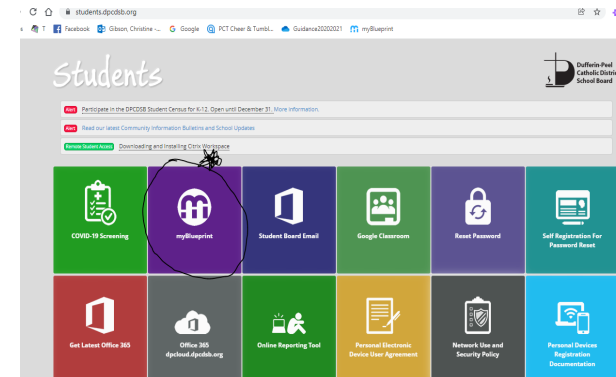 students.dpcdsb.org
T Facebook Gibson, Christine -... G Google PCT Cheer & Tumbl... Guidance20202021 myBlueprint
Students
Dufferin-Peel
Catholic Distric
School Board
Alert Participate in the DPCDSB Student Census for K-12. Open until December 31. More information.
Alert Read our latest Community Information Bulletins and School Updates
Remote Student Access Downloading and Installing Citrix Workspace
COVID-19 Screening
myBlueprint
Student Board Email
Google Classroom
Reset Password
Self Registration For
Password Reset
Get Latest Office 365
Office 365
dpcloud.dpcdsb.org
Online Reporting Tool
Personal Electronic
Device User Agreement
Network Use and
Security Policy
Personal Devices
Registration
Documentation